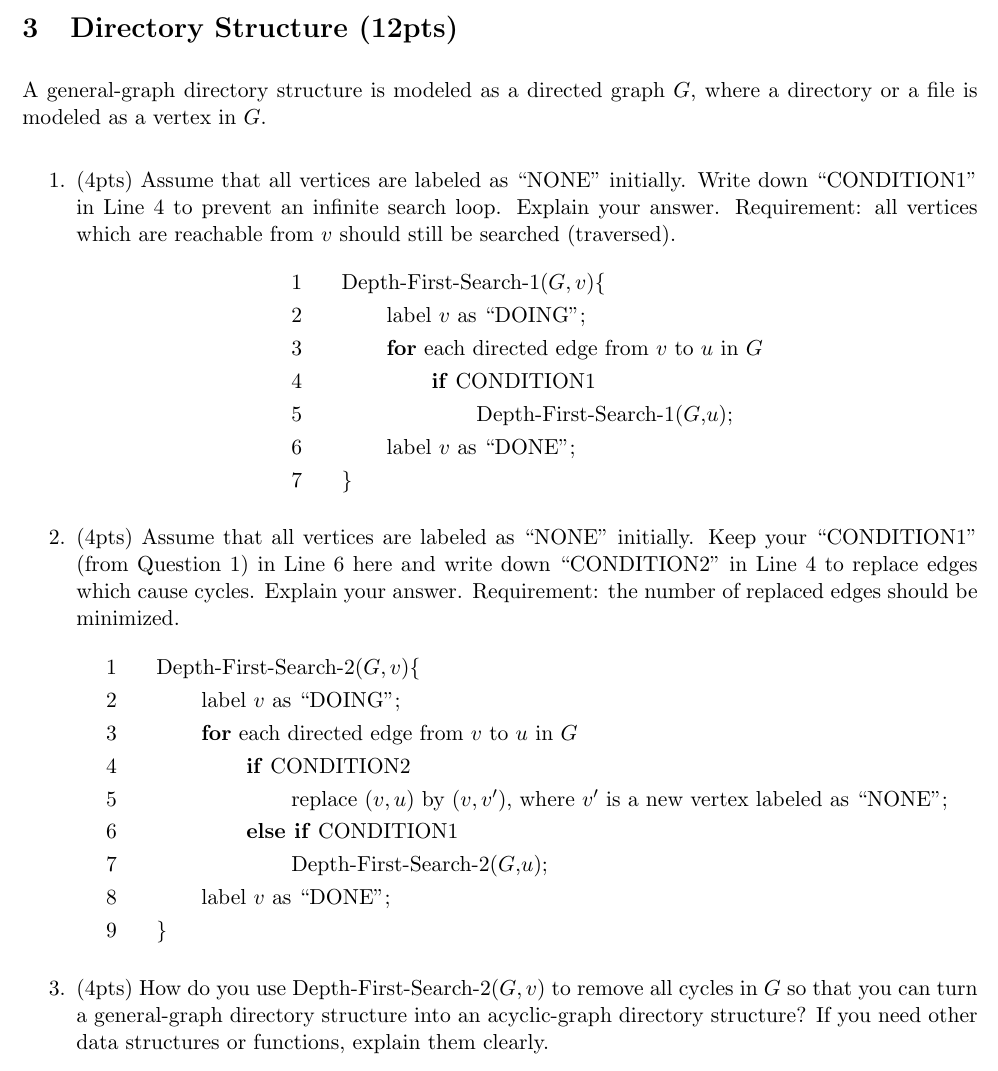 3 Directory Structure (12pts)
A general-graph directory structure is modeled as a directed graph G, where a directory or a file is
modeled as a vertex in G.
1. (4pts) Assume that all vertices are labeled as “NONE” initially. Write down “CONDITION1”
in Line 4 to prevent an infinite search loop. Explain your answer. Requirement: all vertices
which are reachable from v should still be searched (traversed).
1 Depth-First-Search-1(G, v){
2 label v as “DOING”;
3 for each directed edge from v to u in G
4 if CONDITION1
5 Depth-First-Search-1(G,u);
6 label v as “DONE”;
7 }
2. (4pts) Assume that all vertices are labeled as “NONE” initially. Keep your “CONDITION1”
(from Question 1) in Line 6 here and write down “CONDITION2” in Line 4 to replace edges
which cause cycles. Explain your answer. Requirement: the number of replaced edges should be
minimized.
1 Depth-First-Search-2(G, v){
2 label v as “DOING”;
3 for each directed edge from v to u in G
4 if CONDITION2
5 replace (v, u) by (v, v′), where v′ is a new vertex labeled as “NONE”;
6 else if CONDITION1
7 Depth-First-Search-2(G,u);
8 label v as “DONE”;
9 }
3. (4pts) How do you use Depth-First-Search-2(G, v) to remove all cycles in G so that you can turn
a general-graph directory structure into an acyclic-graph directory structure? If you need other
data structures or functions, explain them clearly.